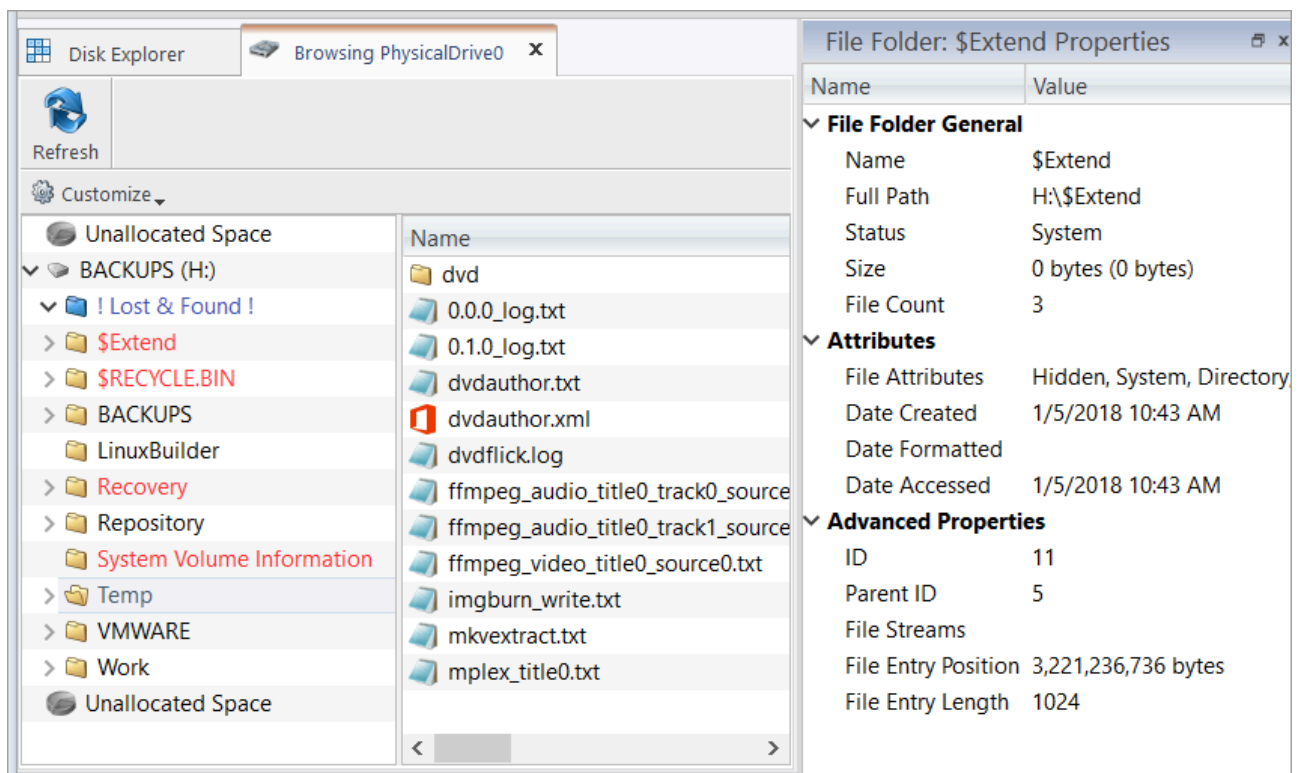 Disk Explorer
Browsing PhysicalDrive0 x
Refresh
Customize
Unallocated Space
BACKUPS (H:)
! Lost & Found !
$Extend
$RECYCLE.BIN
BACKUPS
LinuxBuilder
Recovery
Repository
System Volume Information
Temp
VMWARE
Work
Unallocated Space
Name
dvd
0.0.0_log.txt
0.1.0_log.txt
dvdauthor.txt
dvdauthor.xml
dvdflick.log
ffmpeg_audio_title0_track0_source
ffmpeg_audio_title0_track1_source
ffmpeg_video_title0_source0.txt
imgburn_write.txt
mkvextract.txt
mplex_title0.txt
File Folder: $Extend Properties
Name Value
File Folder General
Name $Extend
Full Path H:\$Extend
Status System
Size 0 bytes (0 bytes)
File Count 3
Attributes
File Attributes Hidden, System, Directory,
Date Created 1/5/2018 10:43 AM
Date Formatted
Date Accessed 1/5/2018 10:43 AM
Advanced Properties
ID 11
Parent ID 5
File Streams
File Entry Position 3,221,236,736 bytes
File Entry Length 1024